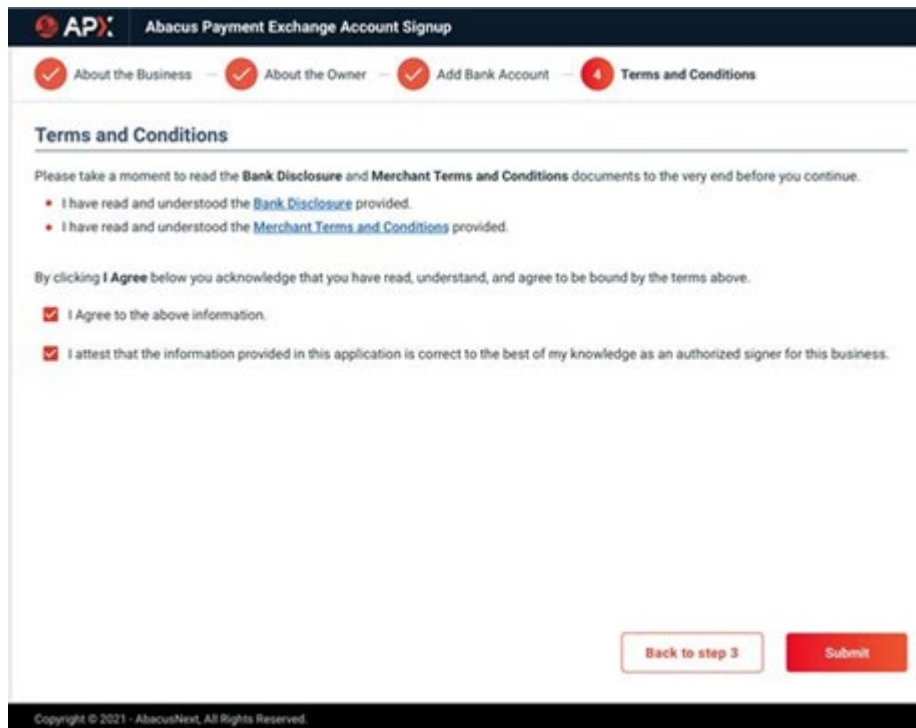 APX Abacus Payment Exchange Account Signup
About the Business About the Owner Add Bank Account 4 Terms and Conditions
Terms and Conditions
Please take a moment to read the Bank Disclosure and Merchant Terms and Conditions documents to the very end before you continue.
I have read and understood the Bank Disclosure provided.
I have read and understood the Merchant Terms and Conditions provided.
By clicking I Agree below you acknowledge that you have read, understand, and agree to be bound by the terms above.
I Agree to the above information.
I attest that the information provided in this application is correct to the best of my knowledge as an authorized signer for this business.
Back to step 3 Submit
Copyright © 2021 - AbacusNext, All Rights Reserved.